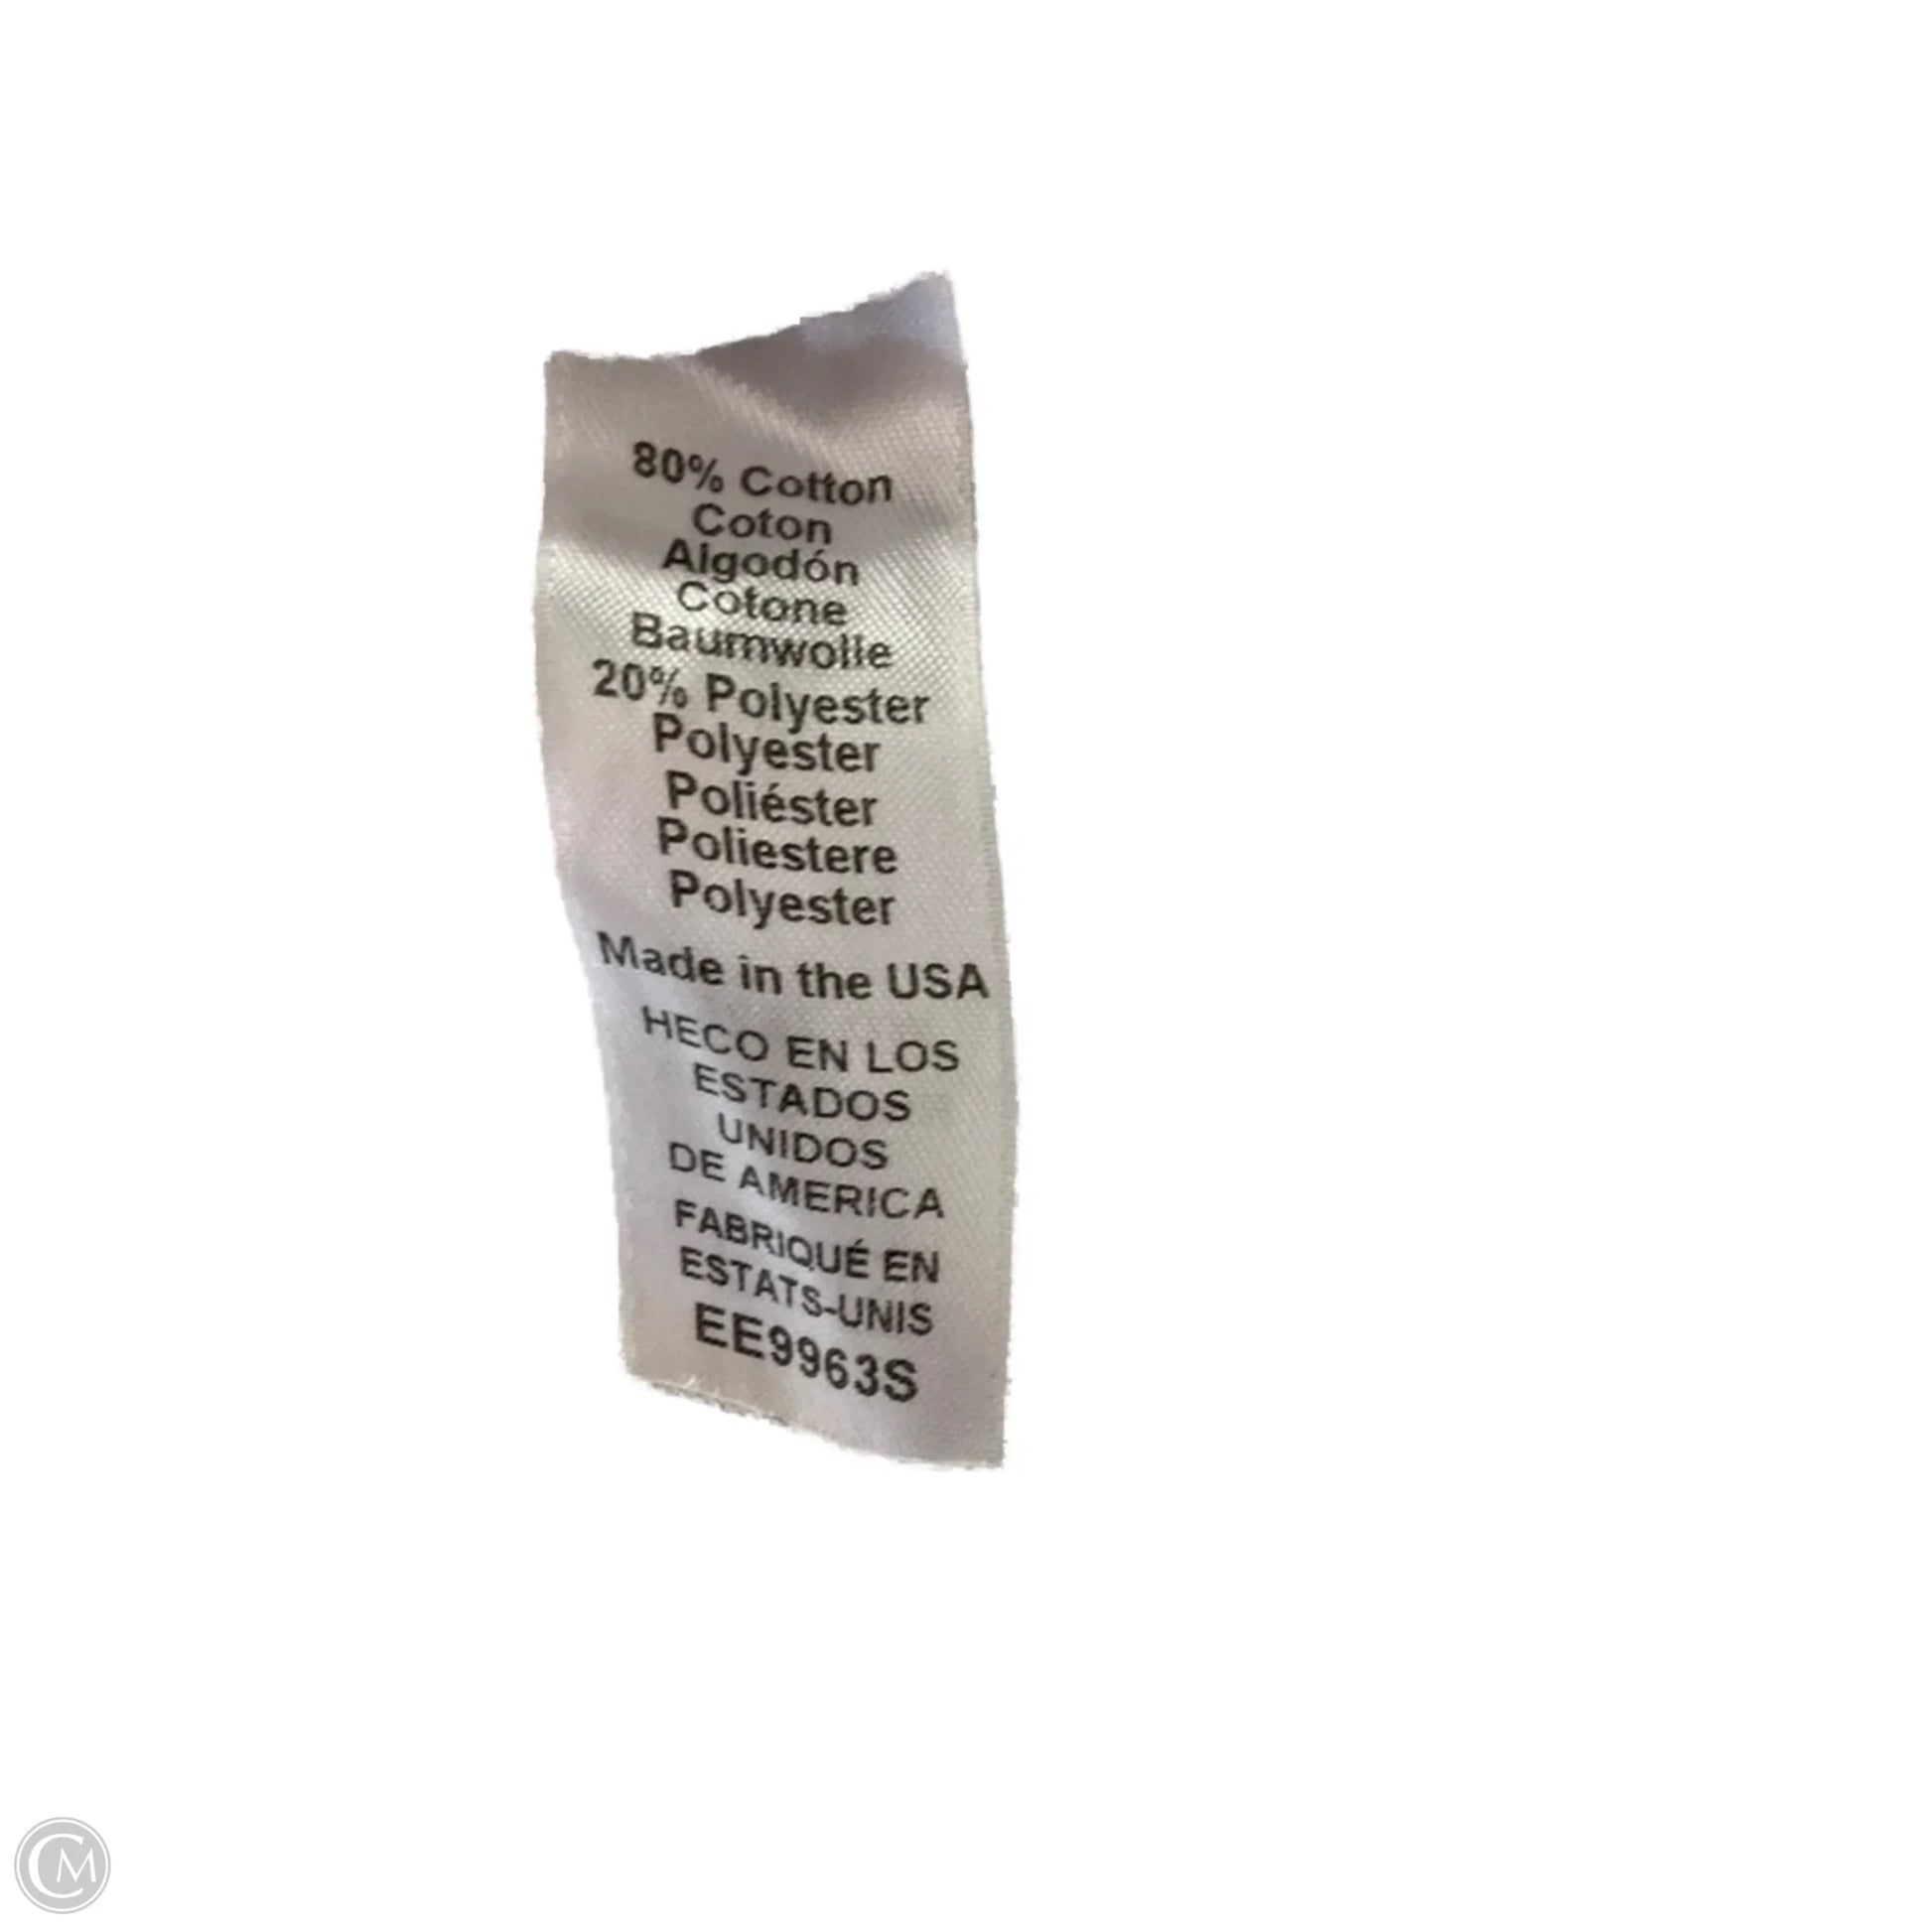 80% Cotton
Coton
Algodón
Cotone
Baumwolle
20% Polyester
Polyester
Poliéster
Poliestere
Polyester
Made in the USA
HECO EN LOS
ESTADOS
UNIDOS
DE AMERICA
FABRIQUÉ EN
ESTATS-UNIS
EE9963S
CM